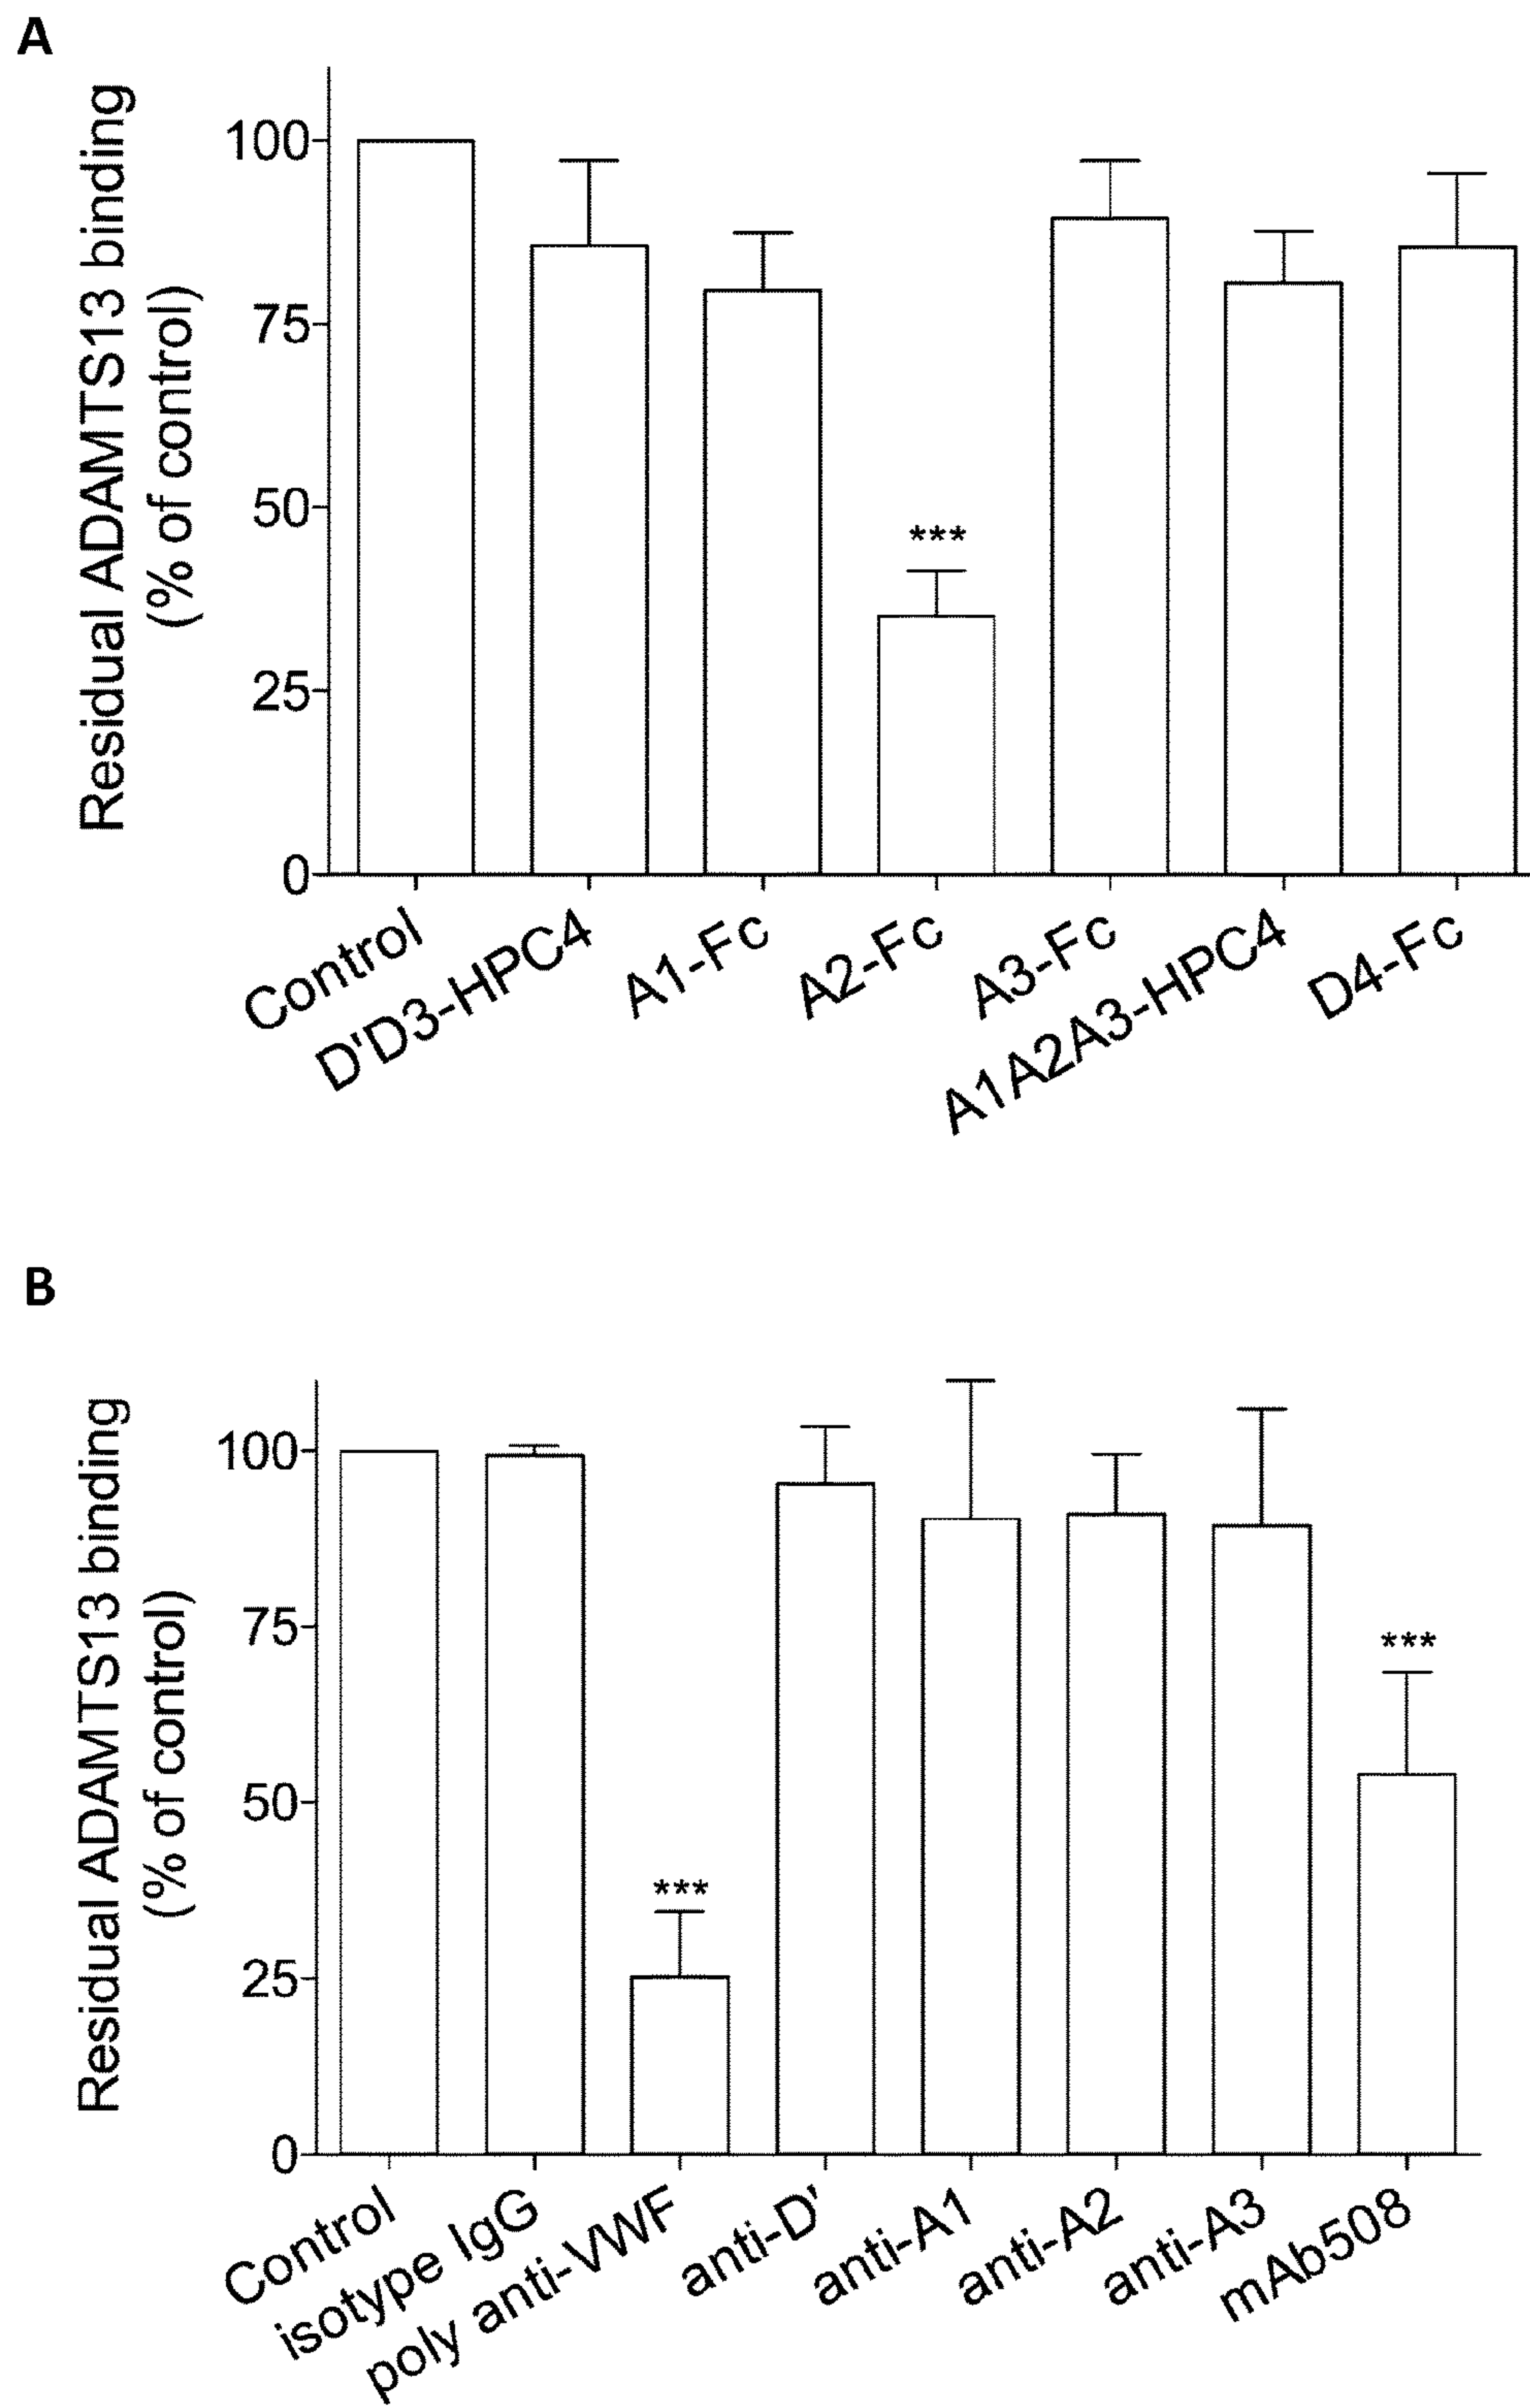 A
Residual ADAMTS13 binding
(% of control)
100
75
50
25
0
***
Control
D'D3-HPC4
A1-Fc
A2-Fc
A3-Fc
A1A2A3-HPC4
D4-Fc
B
Residual ADAMTS13 binding
(% of control)
100
75
50
25
0
***
***
Control
isotype IgG
poly anti-VWF
anti-D'
anti-A1
anti-A2
anti-A3
mAb508